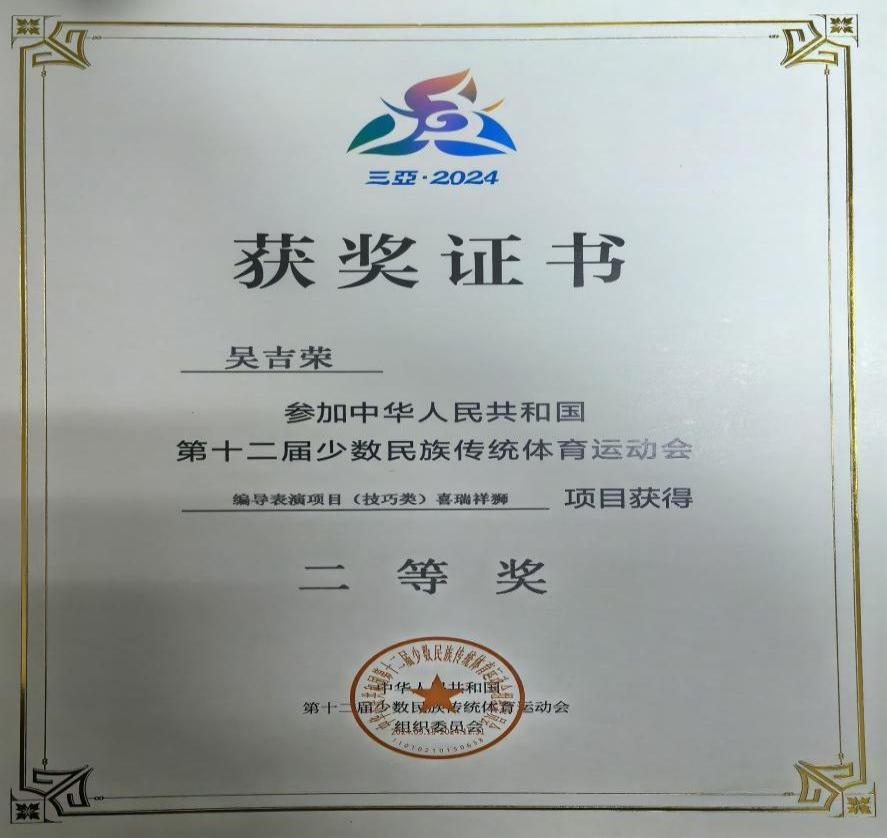 三亞·2024
获奖证书
吴吉荣
参加中华人民共和国
第十二届少数民族传统体育运动会
编导表演项目（技巧类）喜瑞祥狮 项目获得
二等奖
中华人民共和国
第十二届少数民族传统体育运动会
组织委员会